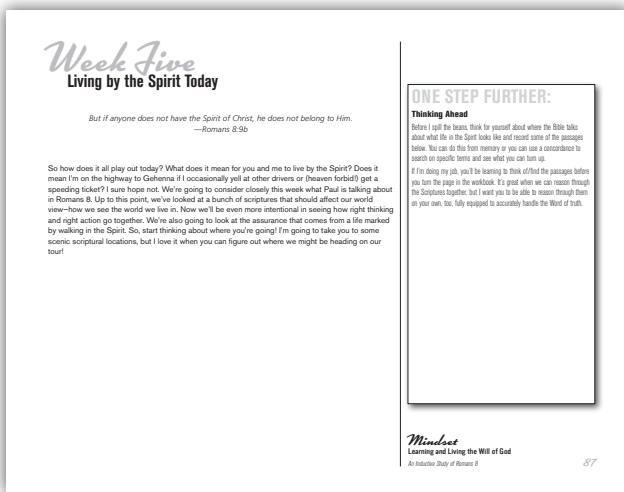 Week Five
Living by the Spirit Today
But if anyone does not have the Spirit of Christ, he does not belong to Him.
—Romans 8:9b
So how does it all play out today? What does it mean for you and me to live by the Spirit? Does it
mean I'm on the highway to Gehenna if I occasionally yell at other drivers or (heaven forbid!) get a
speeding ticket? I sure hope not. We're going to consider closely this week what Paul is talking about
in Romans 8. Up to this point, we've looked at a bunch of scriptures that should affect our world
view—how we see the world we live in. Now we'll be even more intentional in seeing how right thinking
and right action go together. We're also going to look at the assurance that comes from a life marked
by walking in the Spirit. So, start thinking about where you're going! I'm going to take you to some
scenic scriptural locations, but I love it when you can figure out where we might be heading on our
tour!
ONE STEP FURTHER:
Thinking Ahead
Before I spill the beans, think for yourself about where the Bible talks
about what life in the Spirit looks like and record some of the passages
below. You can do this from memory or you can use a concordance to
search on specific terms and see what you can turn up.
If I'm doing my job, you'll be learning to think of/find the passages before
you turn the page in the workbook. It's great when we can reason through
the Scriptures together, but I want you to be able to reason through them
on your own, too, fully equipped to accurately handle the Word of truth.
Mindset
Learning and Living the Will of God
An Inductive Study of Romans 8
87